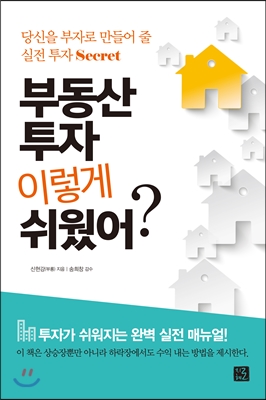 당신을 부자로 만들어 줄
실전 투자 Secret
부동산
투자
이렇게
쉬웠어?
신현강(부룡) 지음 | 송희창 감수
투자가 쉬워지는 완벽 실전 매뉴얼!
이 책은 상승장뿐만 아니라 하락장에서도 수익 내는 방법을 제시한다.